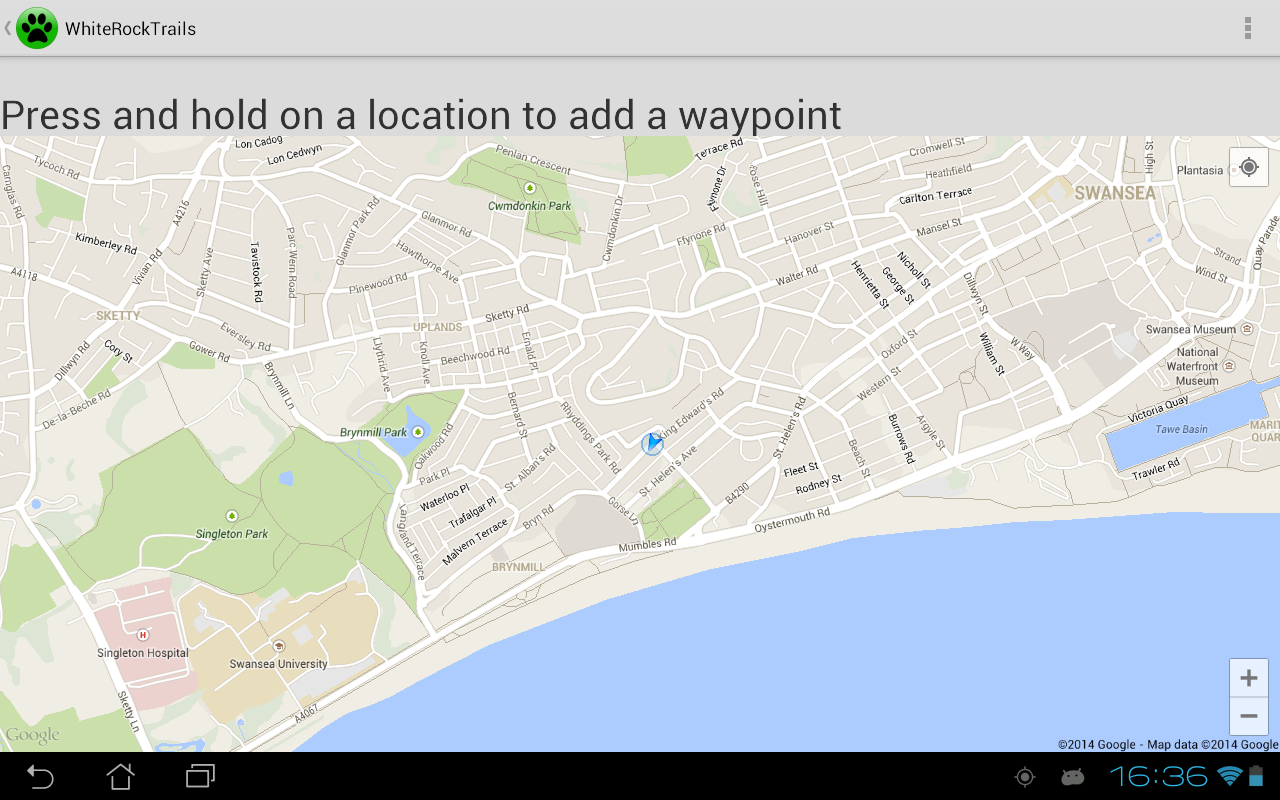 WhiteRockTrails
Press and hold on a location to add a waypoint
Lon Cadog
Lon Cedwyn
Tycoch Rd
Carnglas Rd
A4216
Penlan Crescent
Terrace Rd
Cromwell St
High St
Plantasia
Cwmdonkin Park
Cwmdonkin Dr
Ffynone Dr
Rose Hill
Heathfield
Carlton Terrace
SWANSEA
Glanmor Park Rd
Glanmor Rd
Ffynone Rd
Hanover St
Mansel St
Quay Parade
Kimberley Rd
Vivian Rd
Sketty Ave
Tavistock Rd
Parc Wern Road
Hawthorne Ave
Strand
Wind St
A4118
Pinewood Rd
Walter Rd
Henrietta St
George St
Nicholl St
Dillwyn St
SKETTY
Eversley Rd
UPLANDS
Sketty Rd
Swansea Museum
Dillwyn Rd
Cory St
Gower Rd
Llythrid Ave
Knoll Ave
Beechwood Rd
Ernald Pl
Oxford St
William St
W Way
National
Waterfront
Museum
De-la-Beche Rd
Brynmill Ln
Bernard St
Rhyddings Park Rd
King Edward's Rd
St. Helen's Rd
Western St
Burrows Rd
Argyle St
Victoria Quay
Tawe Basin
MARIT
QUAR
Brynmill Park
Oakwood Rd
Park Pl
St. Alban's Rd
St. Helen's Ave
Beach St
Fleet St
Rodney St
Trawler Rd
Waterloo Pl
Trafalgar Pl
Malvern Terrace
Bryn Rd
Gorse Ln
B4290
Oystermouth Rd
Singleton Park
Langland Terrace
Mumbles Rd
BRYNMILL
H
Singleton Hospital
Swansea University
Sketty Ln
A4067
Google
+
−
©2014 Google - Map data ©2014 Google
16:36